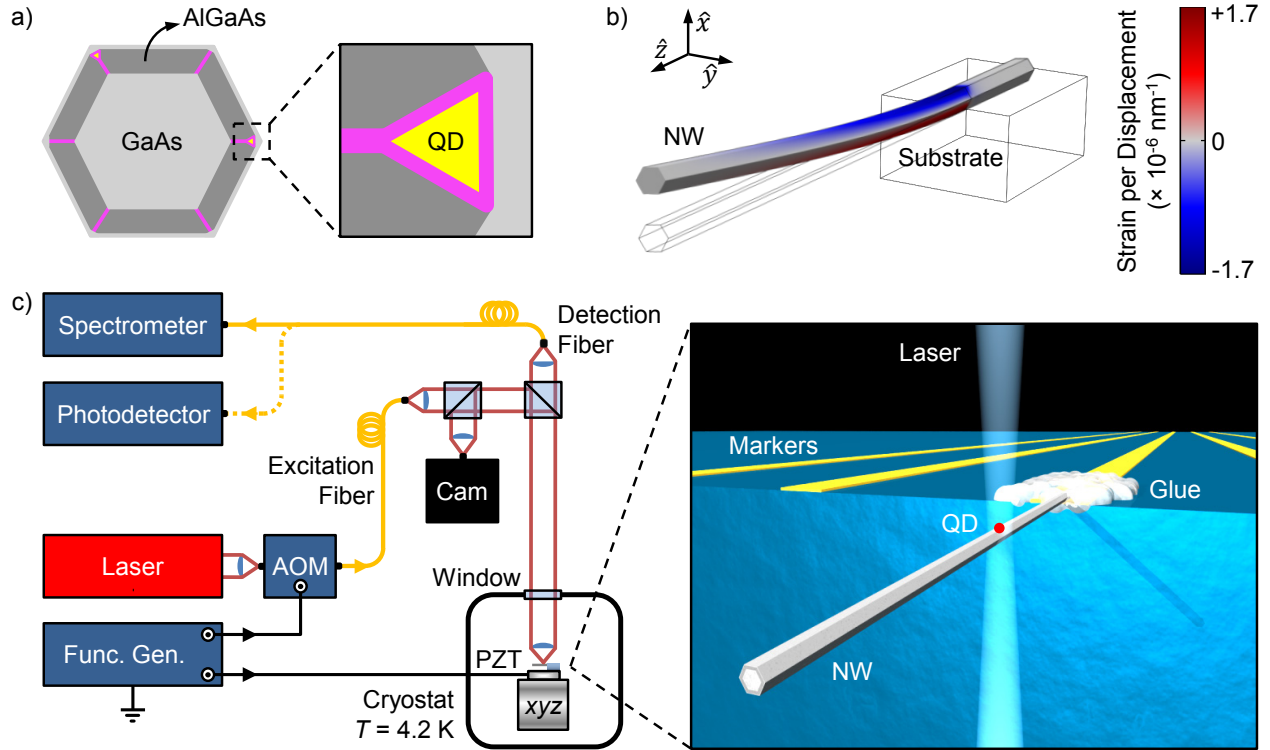 a)
AlGaAs
GaAs
QD
b)
x̂
ẑ
ŷ
NW
Substrate
Strain per Displacement
(× 10⁻⁶ nm⁻¹)
+1.7
0
-1.7
c)
Spectrometer
Photodetector
Detection
Fiber
Excitation
Fiber
Cam
Laser
AOM
Window
Func. Gen.
PZT
Cryostat
T = 4.2 K
xyz
Laser
Markers
Glue
QD
NW